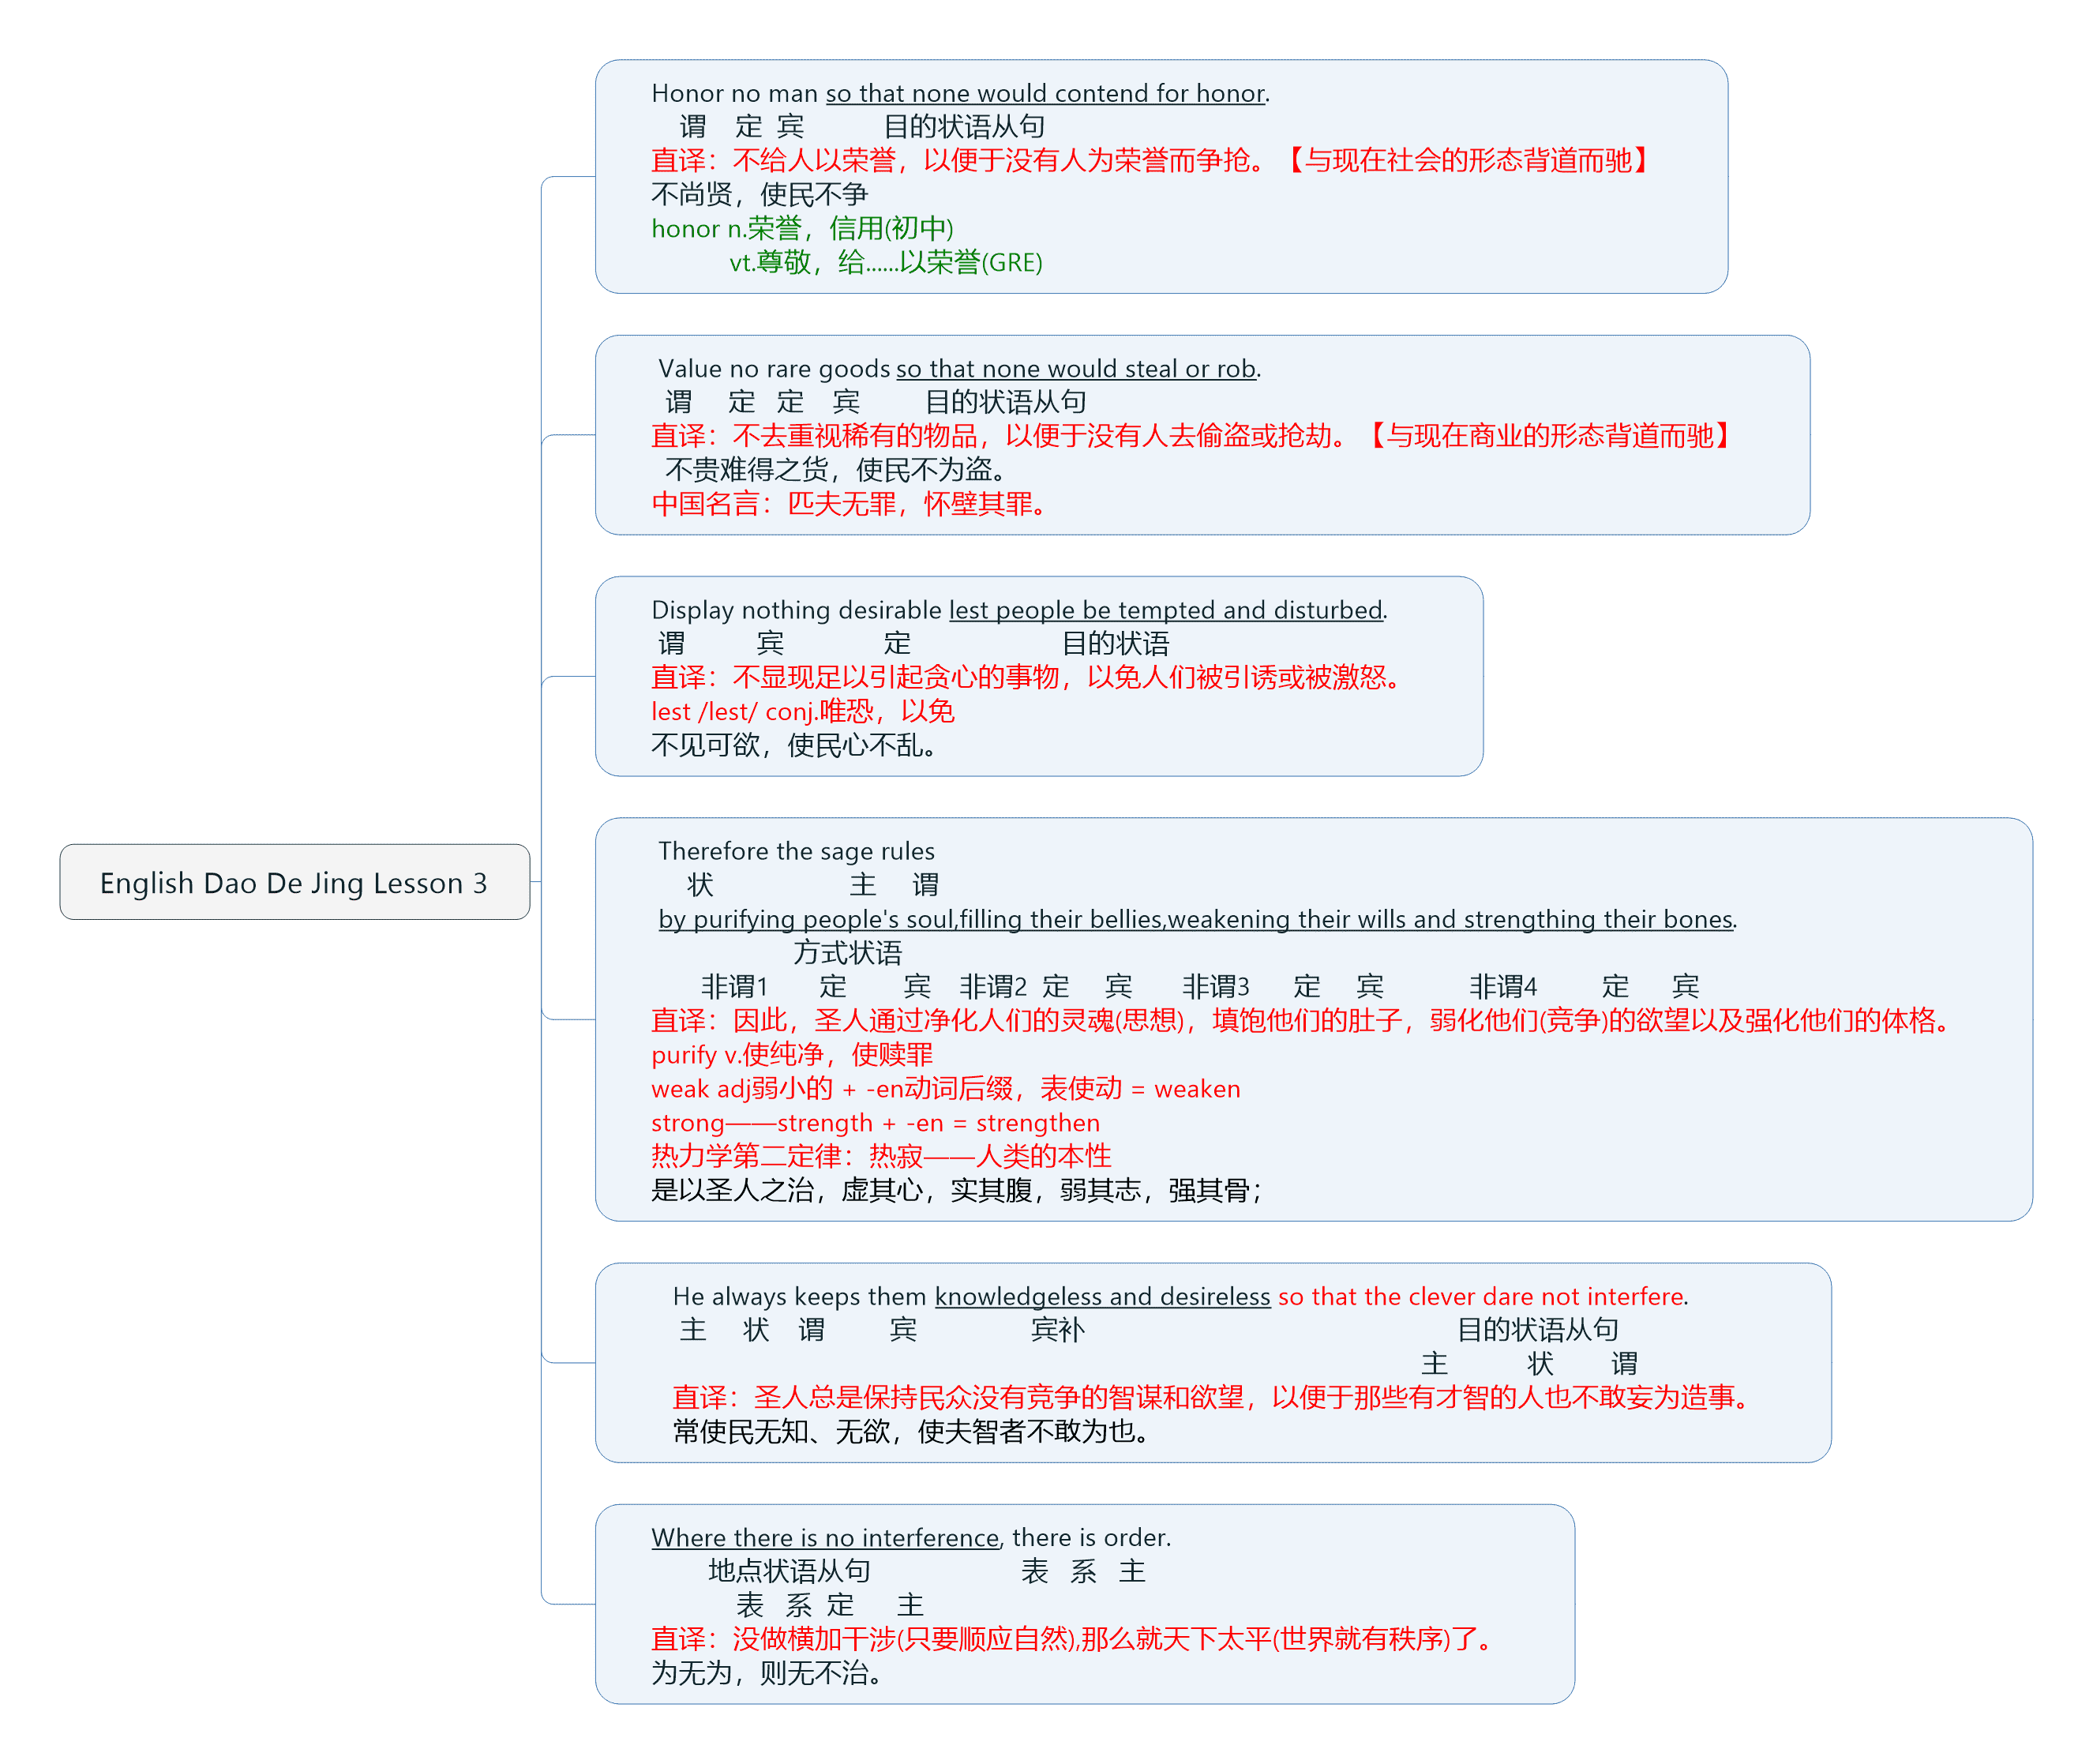 English Dao De Jing Lesson 3
Honor no man so that none would contend for honor.
谓 定 宾 目的状语从句
直译：不给人以荣誉，以便于没有人为荣誉而争抢。【与现在社会的形态背道而驰】
不尚贤，使民不争
honor n.荣誉，信用(初中)
vt.尊敬，给......以荣誉(GRE)
Value no rare goods so that none would steal or rob.
谓 定 定 宾 目的状语从句
直译：不去重视稀有的物品，以便于没有人去偷盗或抢劫。【与现在商业的形态背道而驰】
不贵难得之货，使民不为盗。
中国名言：匹夫无罪，怀璧其罪。
Display nothing desirable lest people be tempted and disturbed.
谓 宾 定 目的状语
直译：不显现足以引起贪心的事物，以免人们被引诱或被激怒。
lest /lest/ conj.唯恐，以免
不见可欲，使民心不乱。
Therefore the sage rules
状 主 谓
by purifying people's soul,filling their bellies,weakening their wills and strengthing their bones.
方式状语
非谓1 定 宾 非谓2 定 宾 非谓3 定 宾 非谓4 定 宾
直译：因此，圣人通过净化人们的灵魂(思想)，填饱他们的肚子，弱化他们(竞争)的欲望以及强化他们的体格。
purify v.使纯净，使赎罪
weak adj弱小的 + -en动词后缀，表使动 = weaken
strong——strength + -en = strengthen
热力学第二定律：热寂——人类的本性
是以圣人之治，虚其心，实其腹，弱其志，强其骨；
He always keeps them knowledgeless and desireless so that the clever dare not interfere.
主 状 谓 宾 宾补 目的状语从句
主 状 谓
直译：圣人总是保持民众没有竞争的智谋和欲望，以便于那些有才智的人也不敢妄为造事。
常使民无知、无欲，使夫智者不敢为也。
Where there is no interference, there is order.
地点状语从句 表 系 主
表 系 定 主
直译：没做横加干涉(只要顺应自然),那么就天下太平(世界就有秩序)了。
为无为，则无不治。